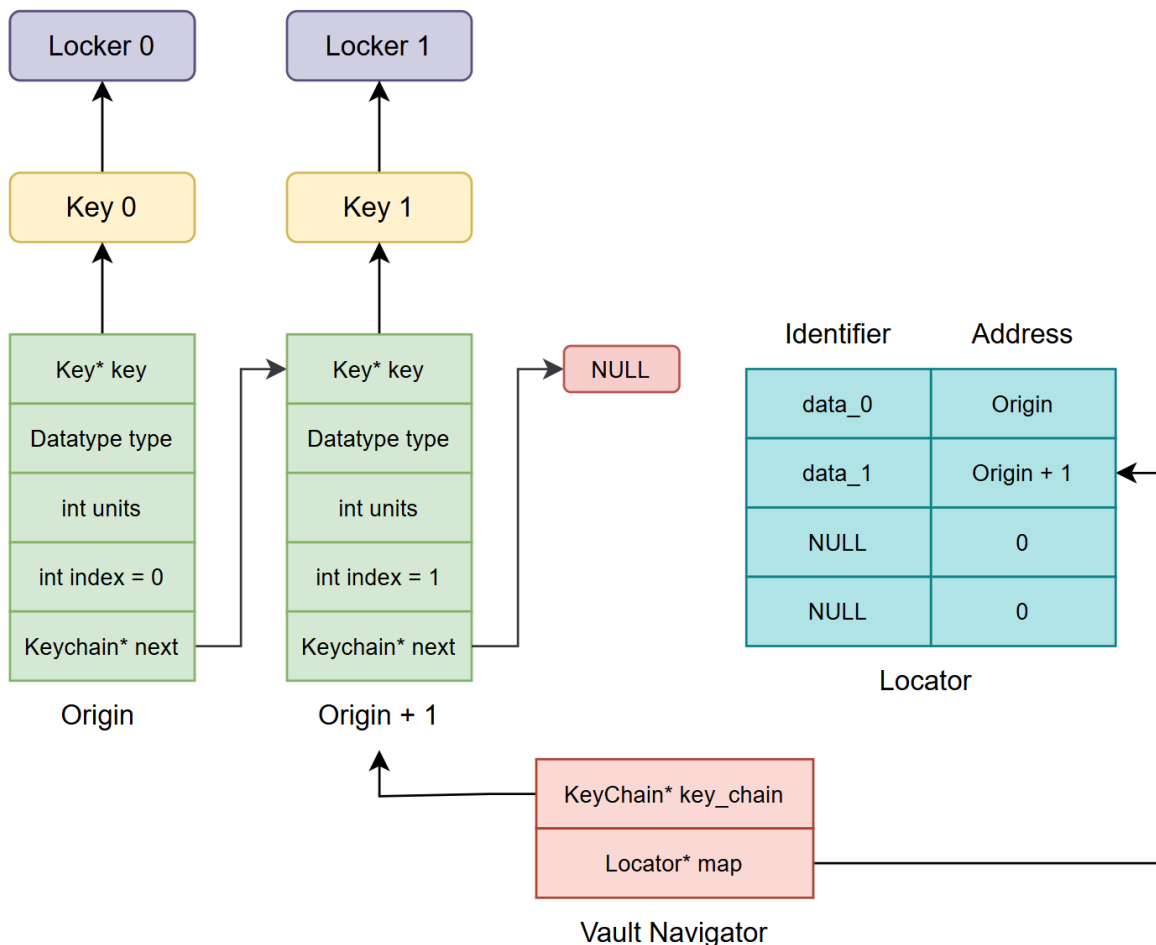 Locker 0
Locker 1
Key 0
Key 1
Key* key
Datatype type
int units
int index = 0
Keychain* next
Origin
Key* key
Datatype type
int units
int index = 1
Keychain* next
Origin + 1
NULL
Identifier Address
data_0 Origin
data_1 Origin + 1
NULL 0
NULL 0
Locator
KeyChain* key_chain
Locator* map
Vault Navigator